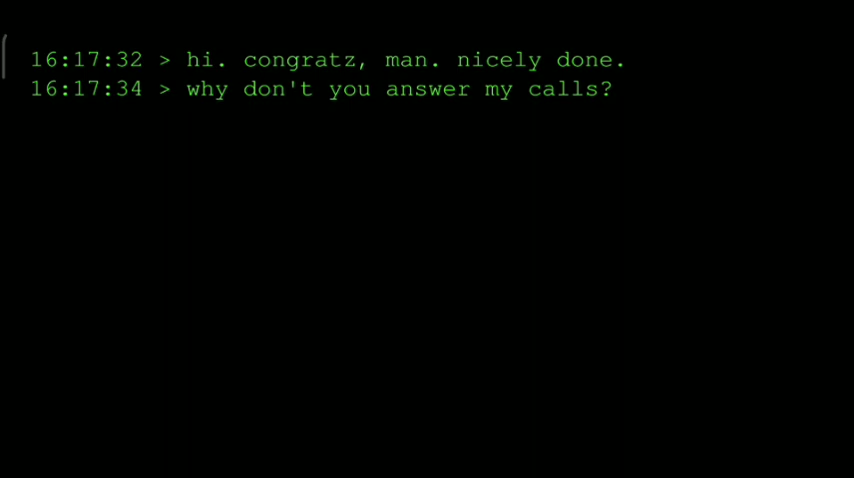 16:17:32 > hi. congratz, man. nicely done.
16:17:34 > why don't you answer my calls?